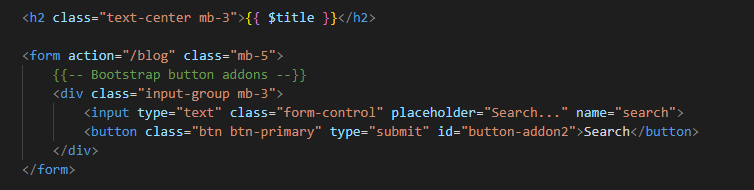 <h2 class="text-center mb-3">{{ $title }}</h2>
<form action="/blog" class="mb-5">
{{-- Bootstrap button addons --}}
<div class="input-group mb-3">
<input type="text" class="form-control" placeholder="Search..." name="search">
<button class="btn btn-primary" type="submit" id="button-addon2">Search</button>
</div>
</form>